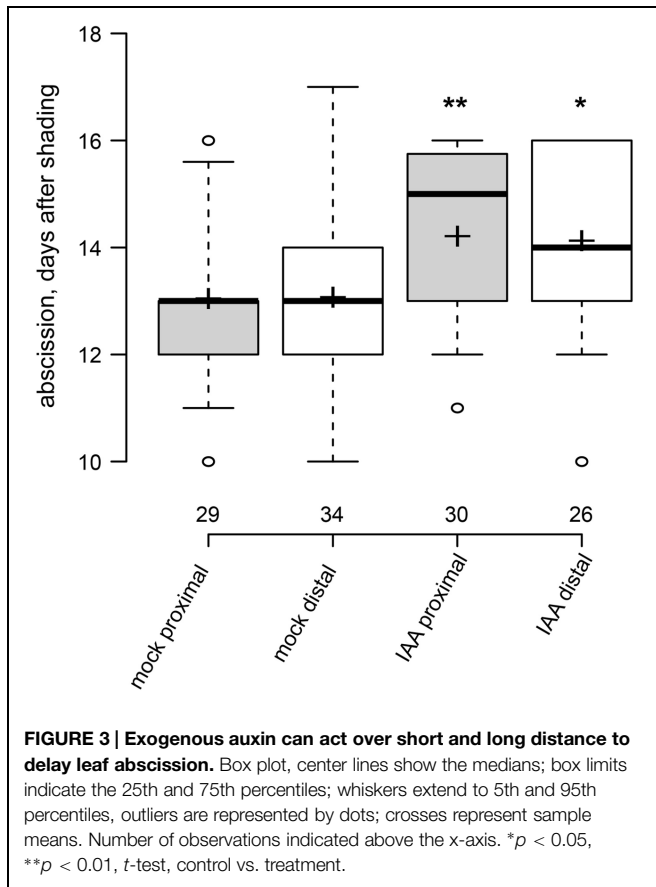 18
16
14
12
10
abscission, days after shading
** *
29 34 30 26
mock proximal
mock distal
IAA proximal
IAA distal
FIGURE 3 | Exogenous auxin can act over short and long distance to
delay leaf abscission. Box plot, center lines show the medians; box limits
indicate the 25th and 75th percentiles; whiskers extend to 5th and 95th
percentiles, outliers are represented by dots; crosses represent sample
means. Number of observations indicated above the x-axis. *p < 0.05,
**p < 0.01, t-test, control vs. treatment.